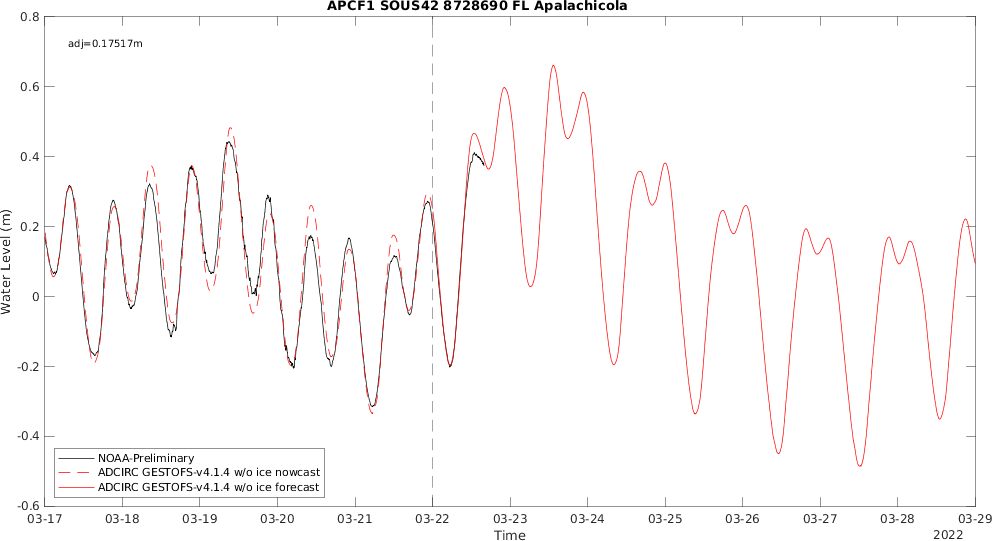 APCF1 SOUS42 8728690 FL Apalachicola
0.8
adj=0.17517m
0.6
0.4
0.2
0
-0.2
-0.4
-0.6
Water Level (m)
NOAA-Preliminary
ADCIRC GESTOFS-v4.1.4 w/o ice nowcast
ADCIRC GESTOFS-v4.1.4 w/o ice forecast
03-17 03-18 03-19 03-20 03-21 03-22 03-23 03-24 03-25 03-26 03-27 03-28 03-29
Time
2022